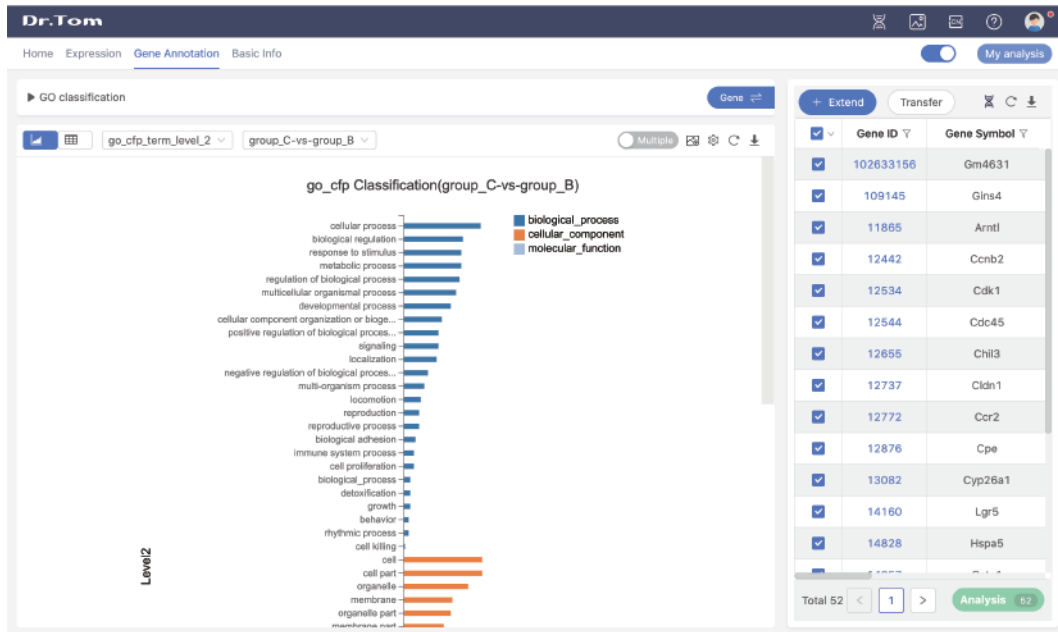 Dr.Tom
Home Expression Gene Annotation Basic Info
My analysis
GO classification
Gene
go_cfp_term_level_2
group_C-vs-group_B
Multiple
go_cfp Classification(group_C-vs-group_B)
biological_process
cellular_component
molecular_function
cellular process
biological regulation
response to stimulus
metabolic process
regulation of biological process
multicellular organismal process
developmental process
cellular component organization or bioge...
positive regulation of biological proces...
signaling
localization
negative regulation of biological proces...
multi-organism process
locomotion
reproduction
reproductive process
biological adhesion
immune system process
cell proliferation
biological_process
detoxification
growth
behavior
rhythmic process
cell killing
cell
cell part
organelle
membrane
organelle part
membrane part
Level2
+ Extend Transfer
Gene ID Gene Symbol
102633156 Gm4631
109145 Gins4
11865 Arntl
12442 Ccnb2
12534 Cdk1
12544 Cdc45
12655 Chil3
12737 Cldn1
12772 Ccr2
12876 Cpe
13082 Cyp26a1
14160 Lgr5
14828 Hspa5
Total 52 < 1 > Analysis 52